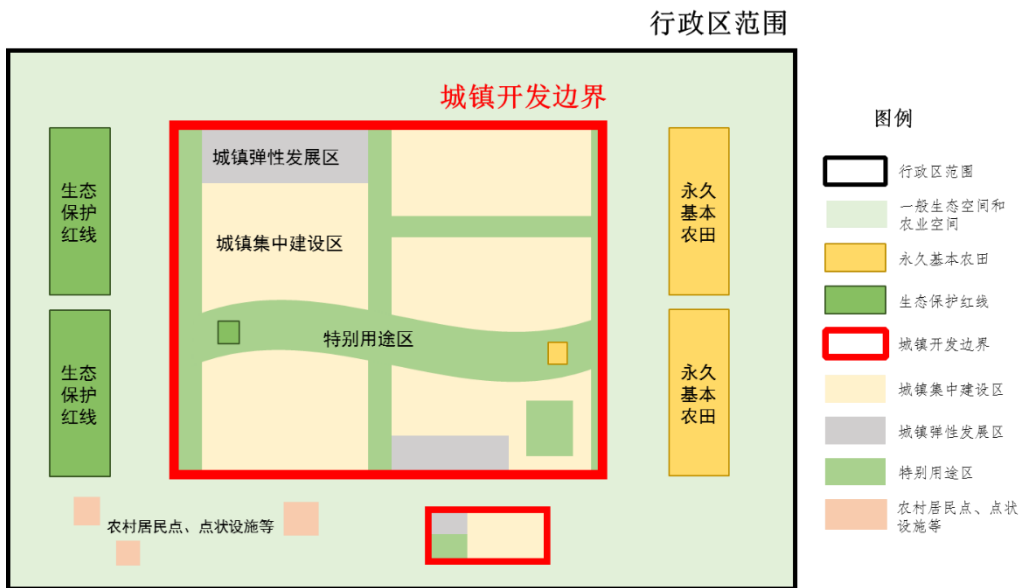 行政区范围
城镇开发边界
城镇弹性发展区
城镇集中建设区
特别用途区
生态
保护
红线
生态
保护
红线
永久
基本
农田
永久
基本
农田
农村居民点、点状设施等
图例
行政区范围
一般生态空间和
农业空间
永久基本农田
生态保护红线
城镇开发边界
城镇集中建设区
城镇弹性发展区
特别用途区
农村居民点、点状
设施等